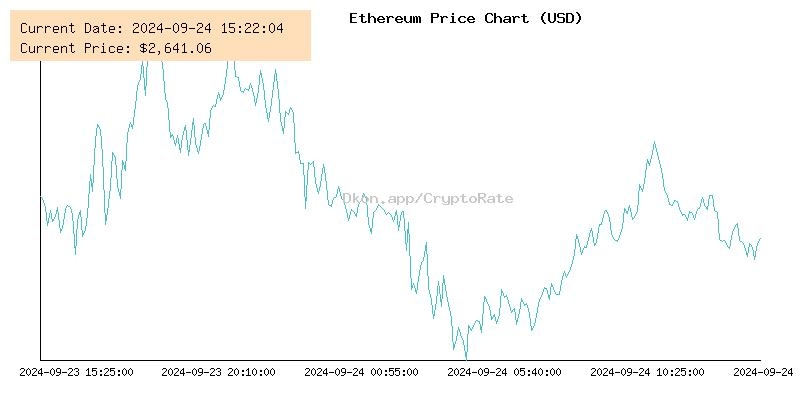 Ethereum Price Chart (USD)
Current Date: 2024-09-24 15:22:04
Current Price: $2,641.06
Okon.app/CryptoRate
2024-09-23 15:25:00
2024-09-23 20:10:00
2024-09-24 00:55:00
2024-09-24 05:40:00
2024-09-24 10:25:00
2024-09-24